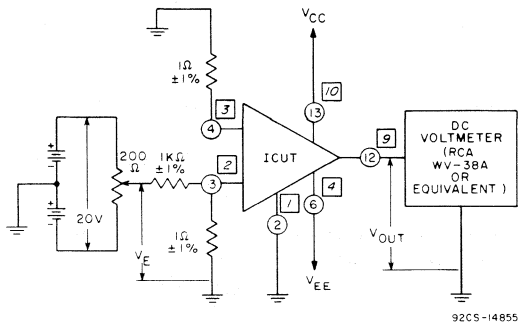 VCC
1Ω
±1%
3
10
4
13
DC
VOLTMETER
(RCA
WV-38A
OR
EQUIVALENT)
9
ICUT
12
200
Ω
1KΩ
±1%
2
3
4
20V
1
6
2
1Ω
±1%
VE
VOUT
VEE
+
-
+
-
92CS-14855